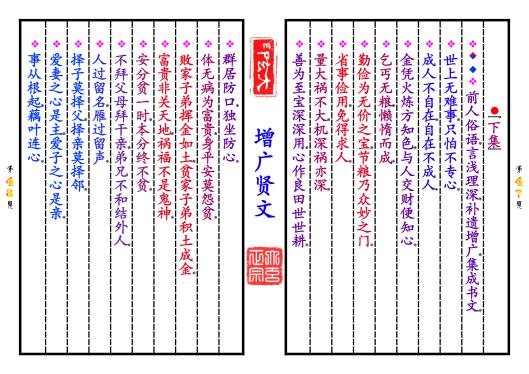 下集
前人俗语言浅理深补遗增广集成书文
世上无难事.只怕不专心.
成人不自在.自在不成人.
金凭火炼方知色.与人交财便知心.
乞丐无粮.懒惰而成.
勤俭为无价之宝.节粮乃众妙之门.
省事俭用.免得求人.
量大祸不大.机深祸亦深.
善为至宝深深用.心作良田世世耕.
增广贤文
群居防口.独坐防心.
体无病为富贵.身平安莫怨贫.
败家子弟挥金如土.贫家子弟积土成金.
富贵非关天地.祸福不是鬼神.
安分贫一时.本分终不贫.
不拜父母拜干亲.弟兄不和结外人.
人过留名.雁过留声.
择子莫择父.择亲莫择邻.
爱妻之心是主.爱子之心是亲.
事从根起.藕叶连心.